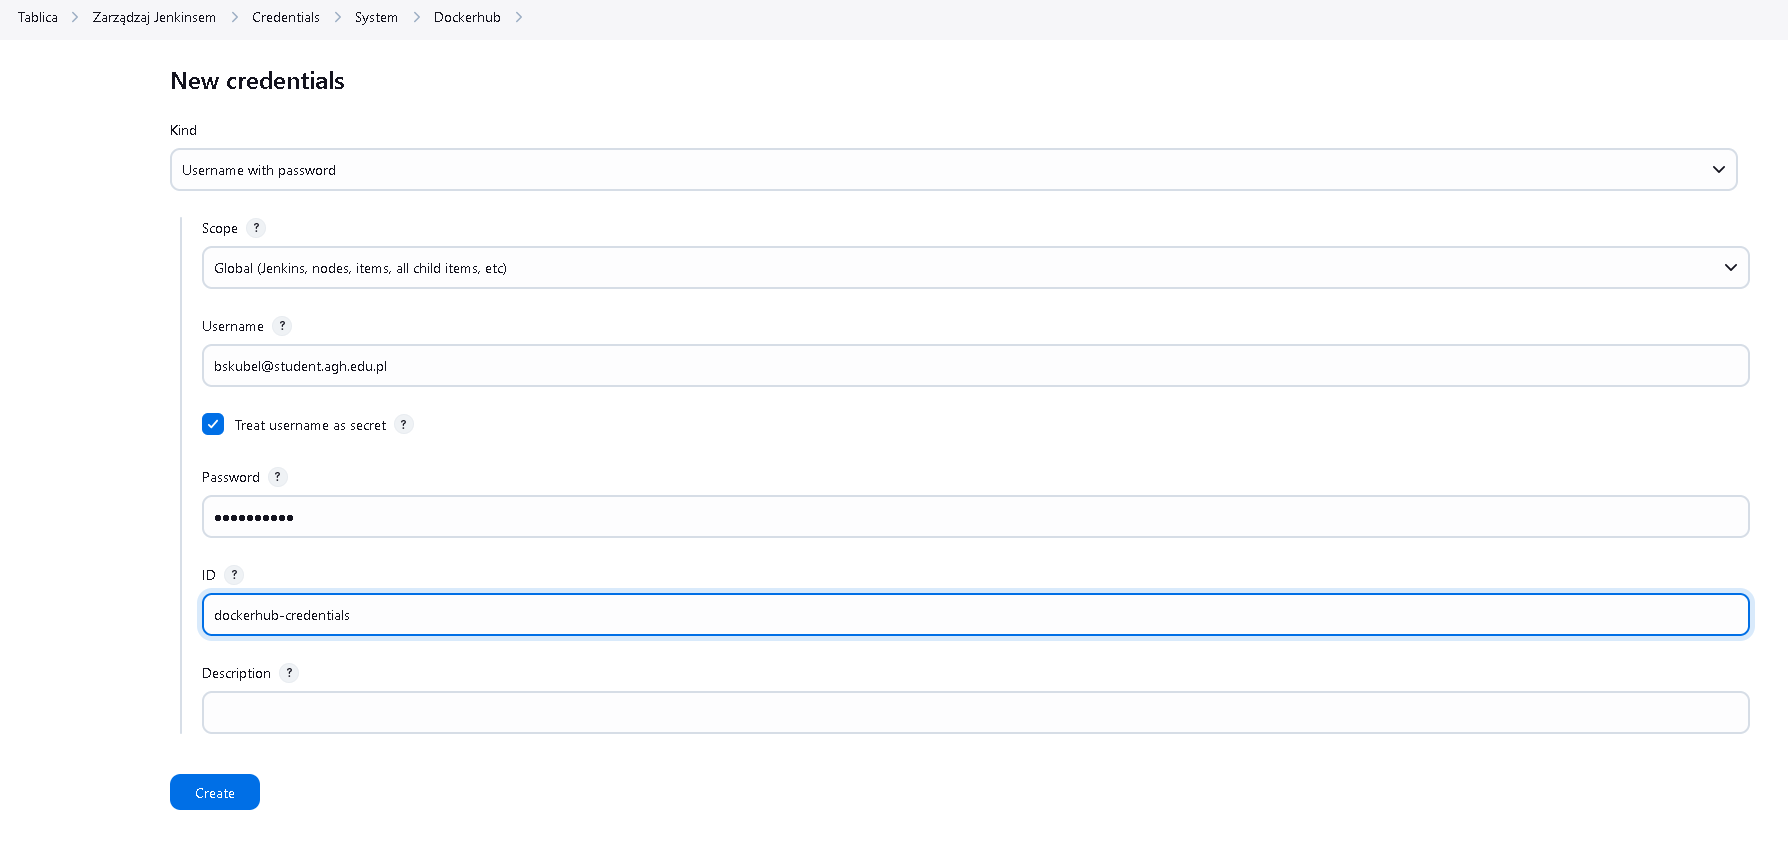 Tablica > Zarządzaj Jenkinsem > Credentials > System > Dockerhub >
New credentials
Kind
Username with password
Scope ?
Global (Jenkins, nodes, items, all child items, etc)
Username ?
bskubel@student.agh.edu.pl
Treat username as secret ?
Password ?
••••••••••
ID ?
dockerhub-credentials
Description ?
Create